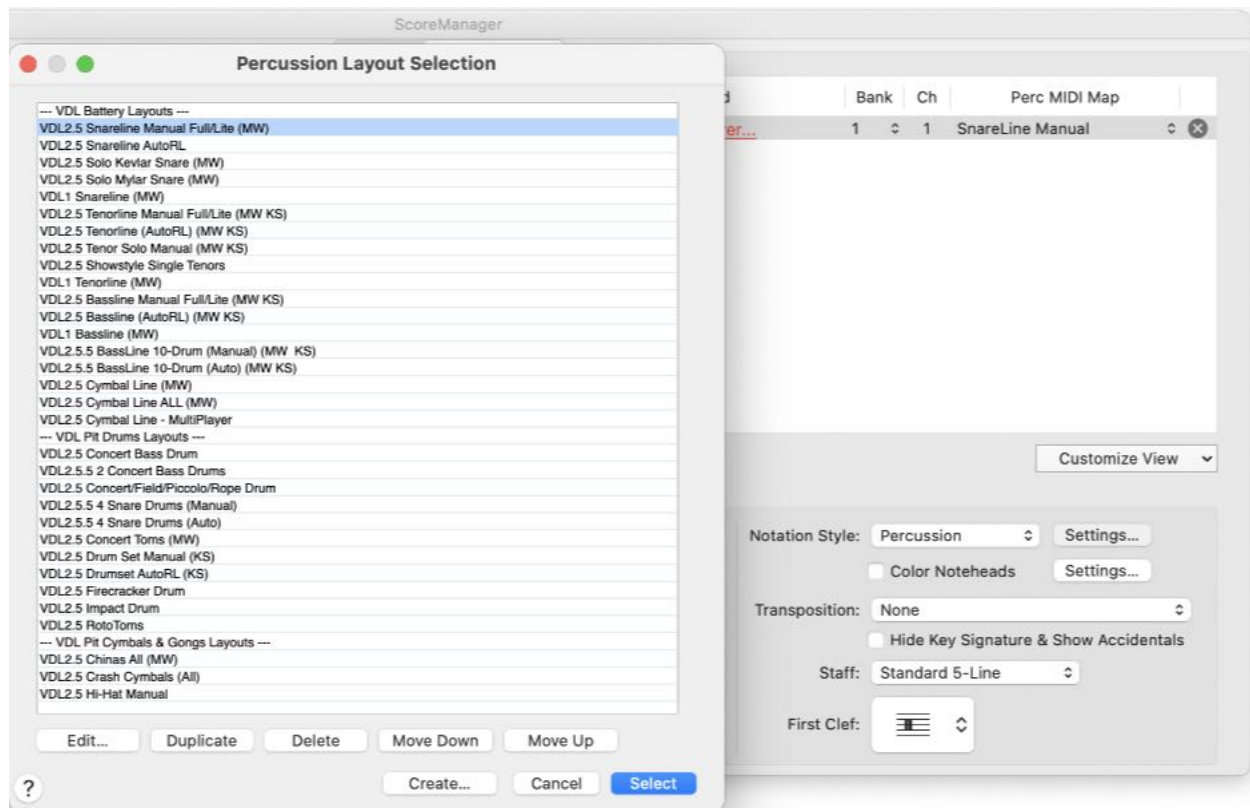 ScoreManager
Percussion Layout Selection
--- VDL Battery Layouts ---
VDL2.5 Snareline Manual Full/Lite (MW)
VDL2.5 Snareline AutoRL
VDL2.5 Solo Kevlar Snare (MW)
VDL2.5 Solo Mylar Snare (MW)
VDL1 Snareline (MW)
VDL2.5 Tenorline Manual Full/Lite (MW KS)
VDL2.5 Tenorline (AutoRL) (MW KS)
VDL2.5 Tenor Solo Manual (MW KS)
VDL2.5 Showstyle Single Tenors
VDL1 Tenorline (MW)
VDL2.5 Bassline Manual Full/Lite (MW KS)
VDL2.5 Bassline (AutoRL) (MW KS)
VDL1 Bassline (MW)
VDL2.5.5 BassLine 10-Drum (Manual) (MW  KS)
VDL2.5.5 BassLine 10-Drum (Auto) (MW KS)
VDL2.5 Cymbal Line (MW)
VDL2.5 Cymbal Line ALL (MW)
VDL2.5 Cymbal Line - MultiPlayer
--- VDL Pit Drums Layouts ---
VDL2.5 Concert Bass Drum
VDL2.5.5 2 Concert Bass Drums
VDL2.5 Concert/Field/Piccolo/Rope Drum
VDL2.5.5 4 Snare Drums (Manual)
VDL2.5.5 4 Snare Drums (Auto)
VDL2.5 Concert Toms (MW)
VDL2.5 Drum Set Manual (KS)
VDL2.5 Drumset AutoRL (KS)
VDL2.5 Firecracker Drum
VDL2.5 Impact Drum
VDL2.5 RotoToms
--- VDL Pit Cymbals & Gongs Layouts ---
VDL2.5 Chinas All (MW)
VDL2.5 Crash Cymbals (All)
VDL2.5 Hi-Hat Manual
Edit... Duplicate Delete Move Down Move Up
? Create... Cancel Select
Bank Ch Perc MIDI Map
er... 1 1 SnareLine Manual
Customize View
Notation Style: Percussion Settings...
Color Noteheads Settings...
Transposition: None
Hide Key Signature & Show Accidentals
Staff: Standard 5-Line
First Clef: